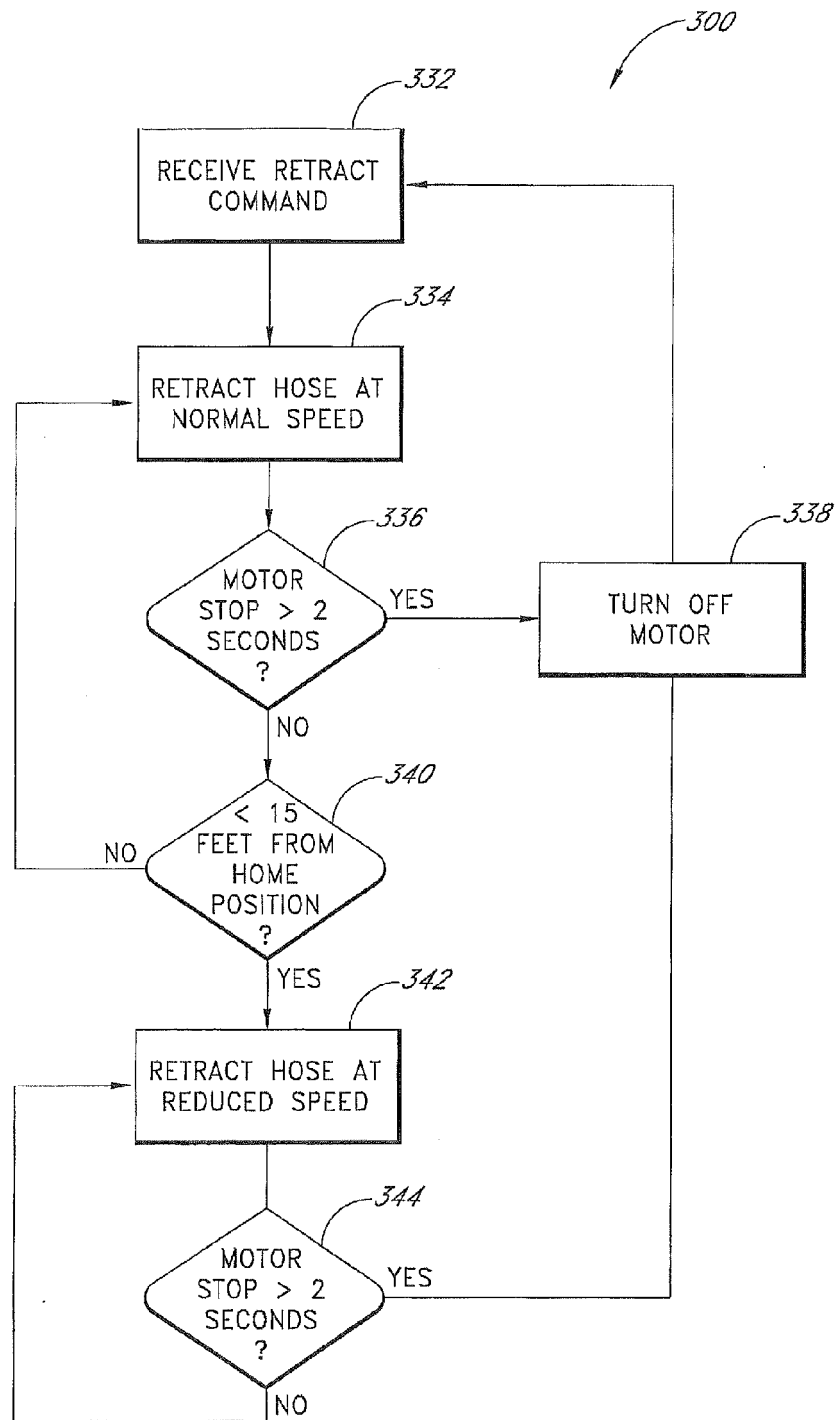 300
332
RECEIVE RETRACT
COMMAND
334
RETRACT HOSE AT
NORMAL SPEED
336
MOTOR
STOP > 2
SECONDS
?
YES
338
TURN OFF
MOTOR
NO
340
< 15
FEET FROM
HOME
POSITION
?
NO
YES
342
RETRACT HOSE AT
REDUCED SPEED
344
MOTOR
STOP > 2
SECONDS
?
YES
NO